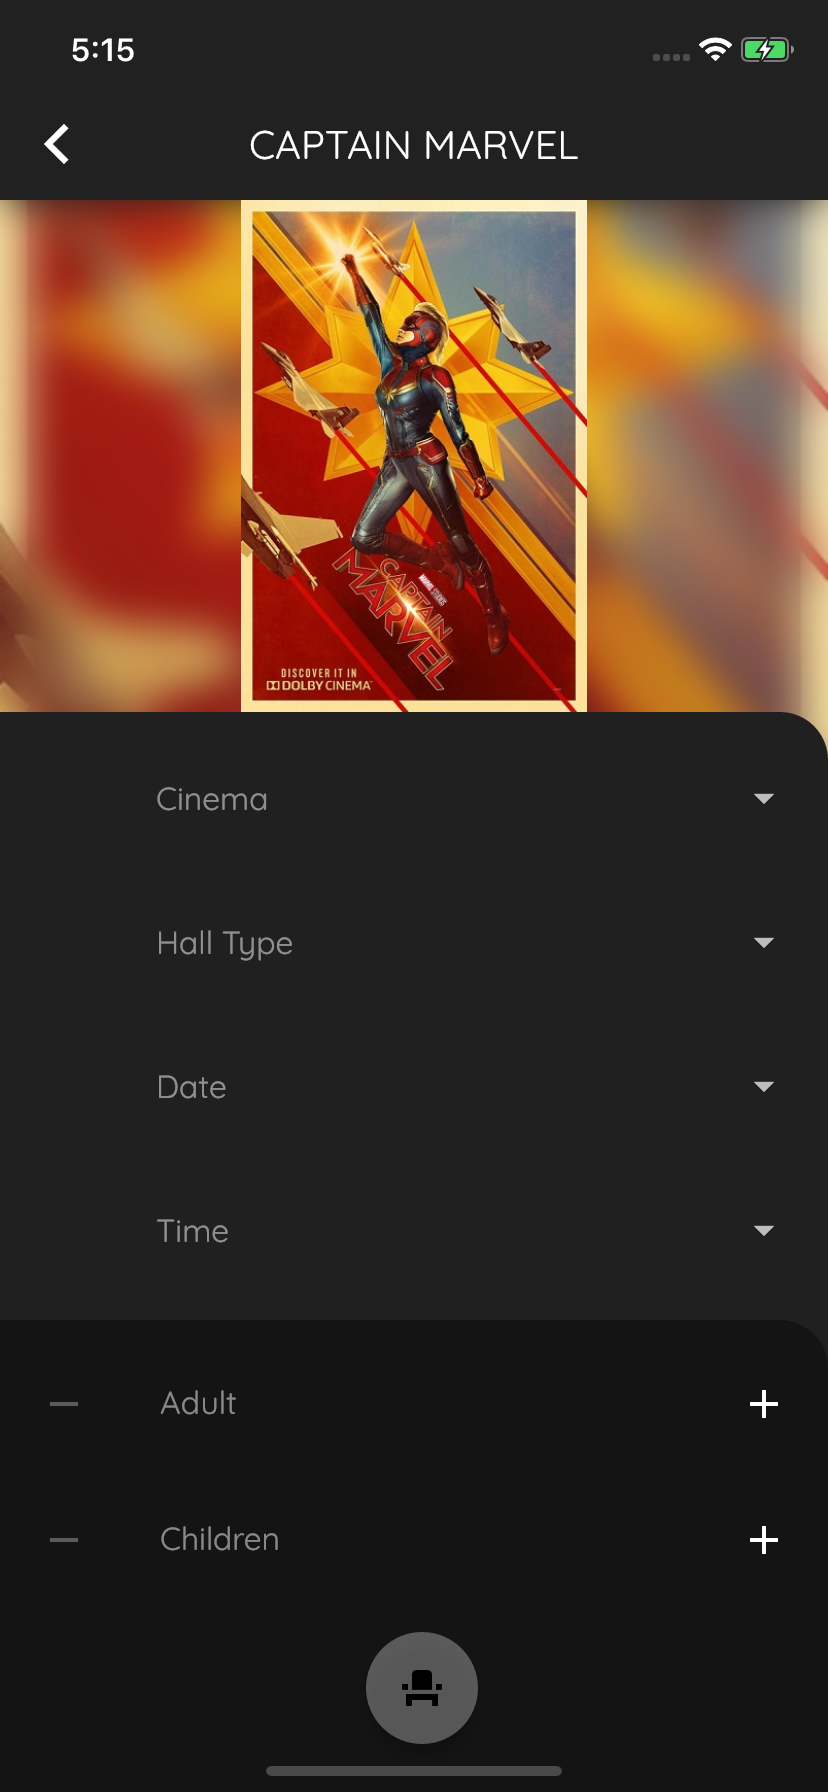 5:15
CAPTAIN MARVEL
MARVEL STUDIOS
CAPTAIN
MARVEL
DISCOVER IT IN
DOLBY CINEMA
Cinema
Hall Type
Date
Time
Adult
Children